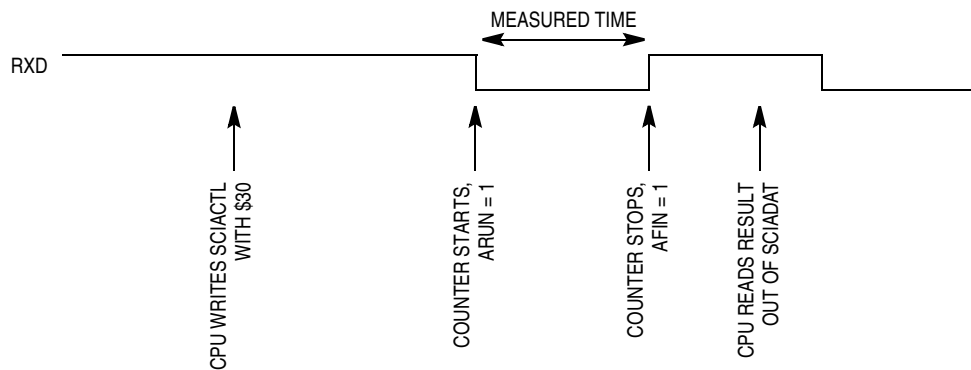 MEASURED TIME
RXD
CPU WRITES SCIACTL
WITH $30
COUNTER STARTS,
ARUN = 1
COUNTER STOPS,
AFIN = 1
CPU READS RESULT
OUT OF SCIADAT